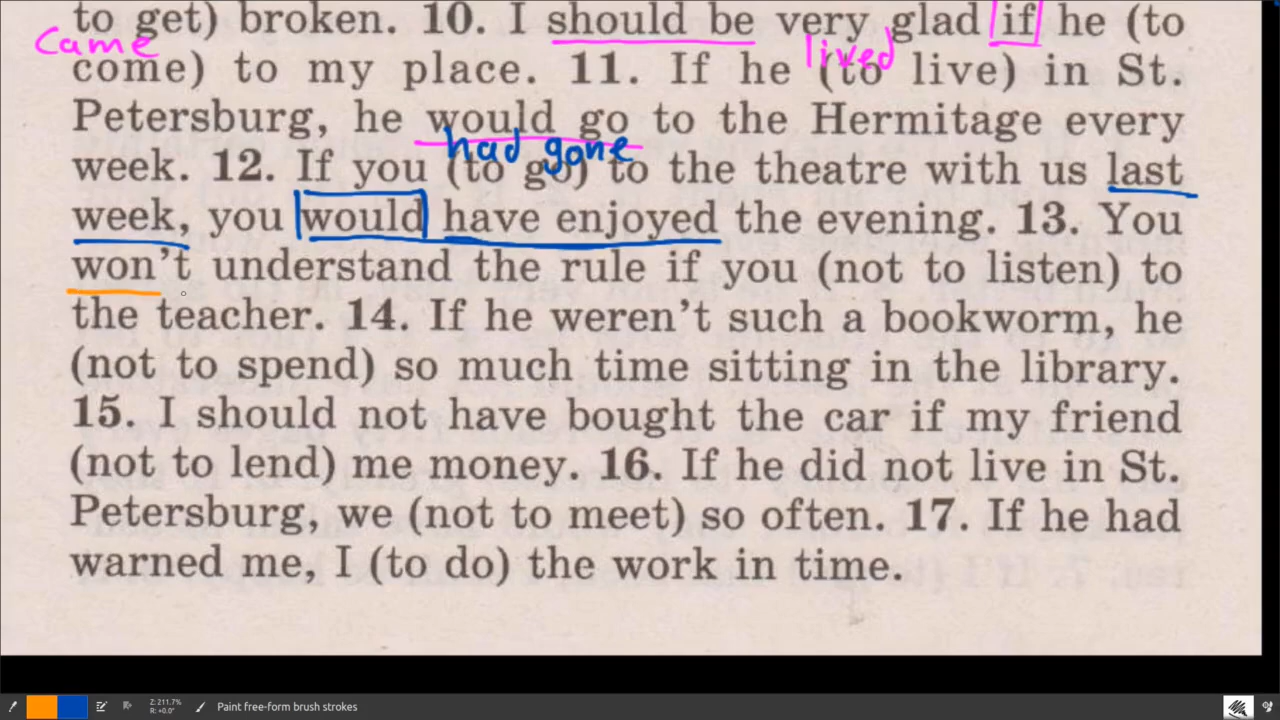 to get) broken. 10. I should be very glad if he (to
came lived
come) to my place. 11. If he (to live) in St.
Petersburg, he would go to the Hermitage every
had gone
week. 12. If you (to go) to the theatre with us last
week, you would have enjoyed the evening. 13. You
won't understand the rule if you (not to listen) to
the teacher. 14. If he weren't such a bookworm, he
(not to spend) so much time sitting in the library.
15. I should not have bought the car if my friend
(not to lend) me money. 16. If he did not live in St.
Petersburg, we (not to meet) so often. 17. If he had
warned me, I (to do) the work in time.
Z: 211.7%
R: +0.0°
Paint free-form brush strokes